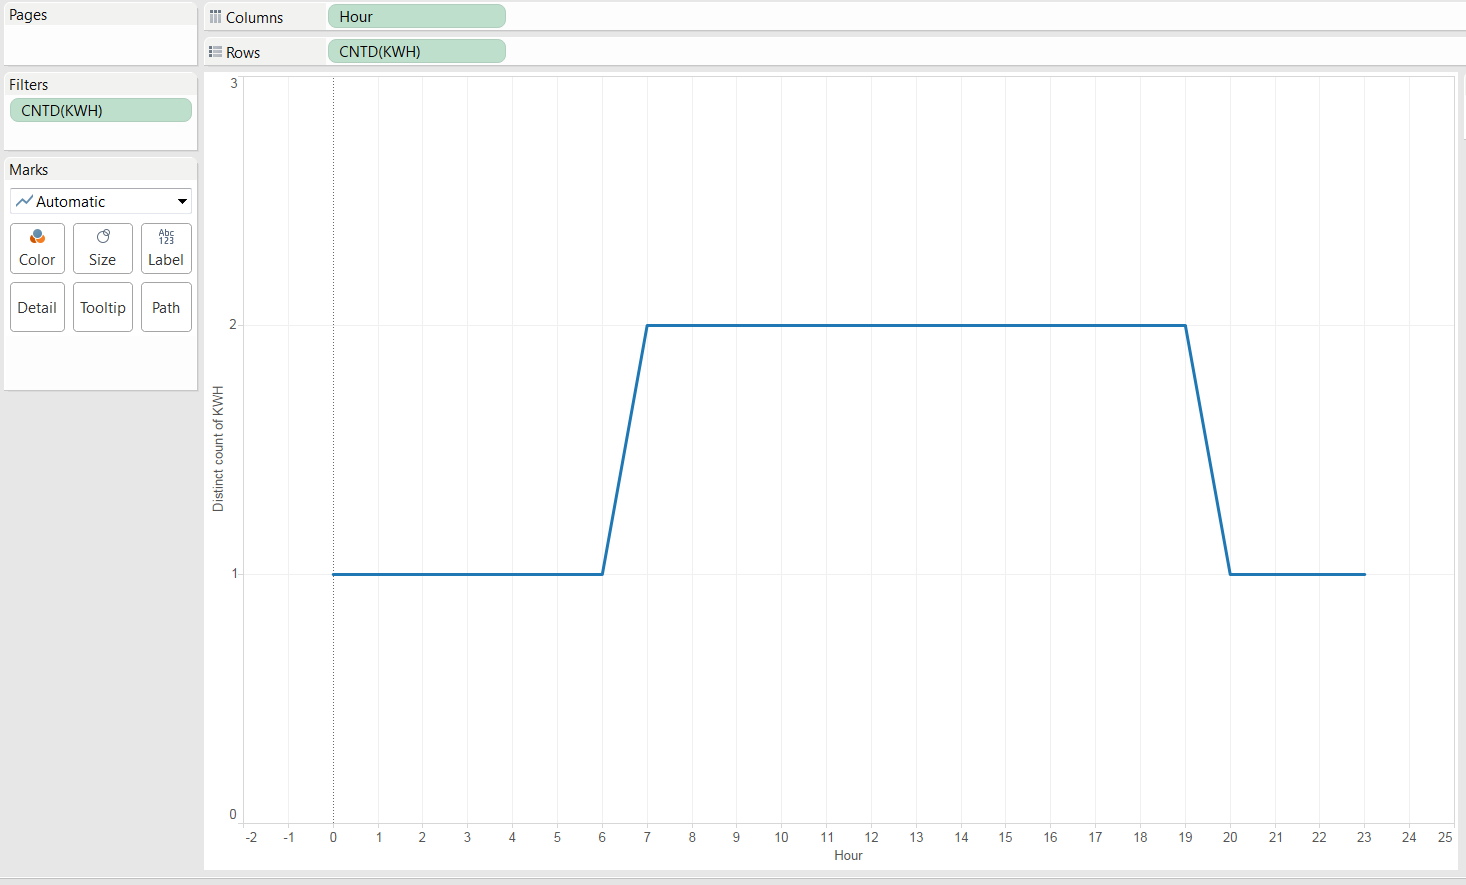 Pages
Columns
Hour
Rows
CNTD(KWH)
Filters
CNTD(KWH)
Marks
Automatic
Color
Size
Abc
123
Label
Detail
Tooltip
Path
3
2
1
0
Distinct count of KWH
-2 -1 0 1 2 3 4 5 6 7 8 9 10 11 12 13 14 15 16 17 18 19 20 21 22 23 24 25
Hour